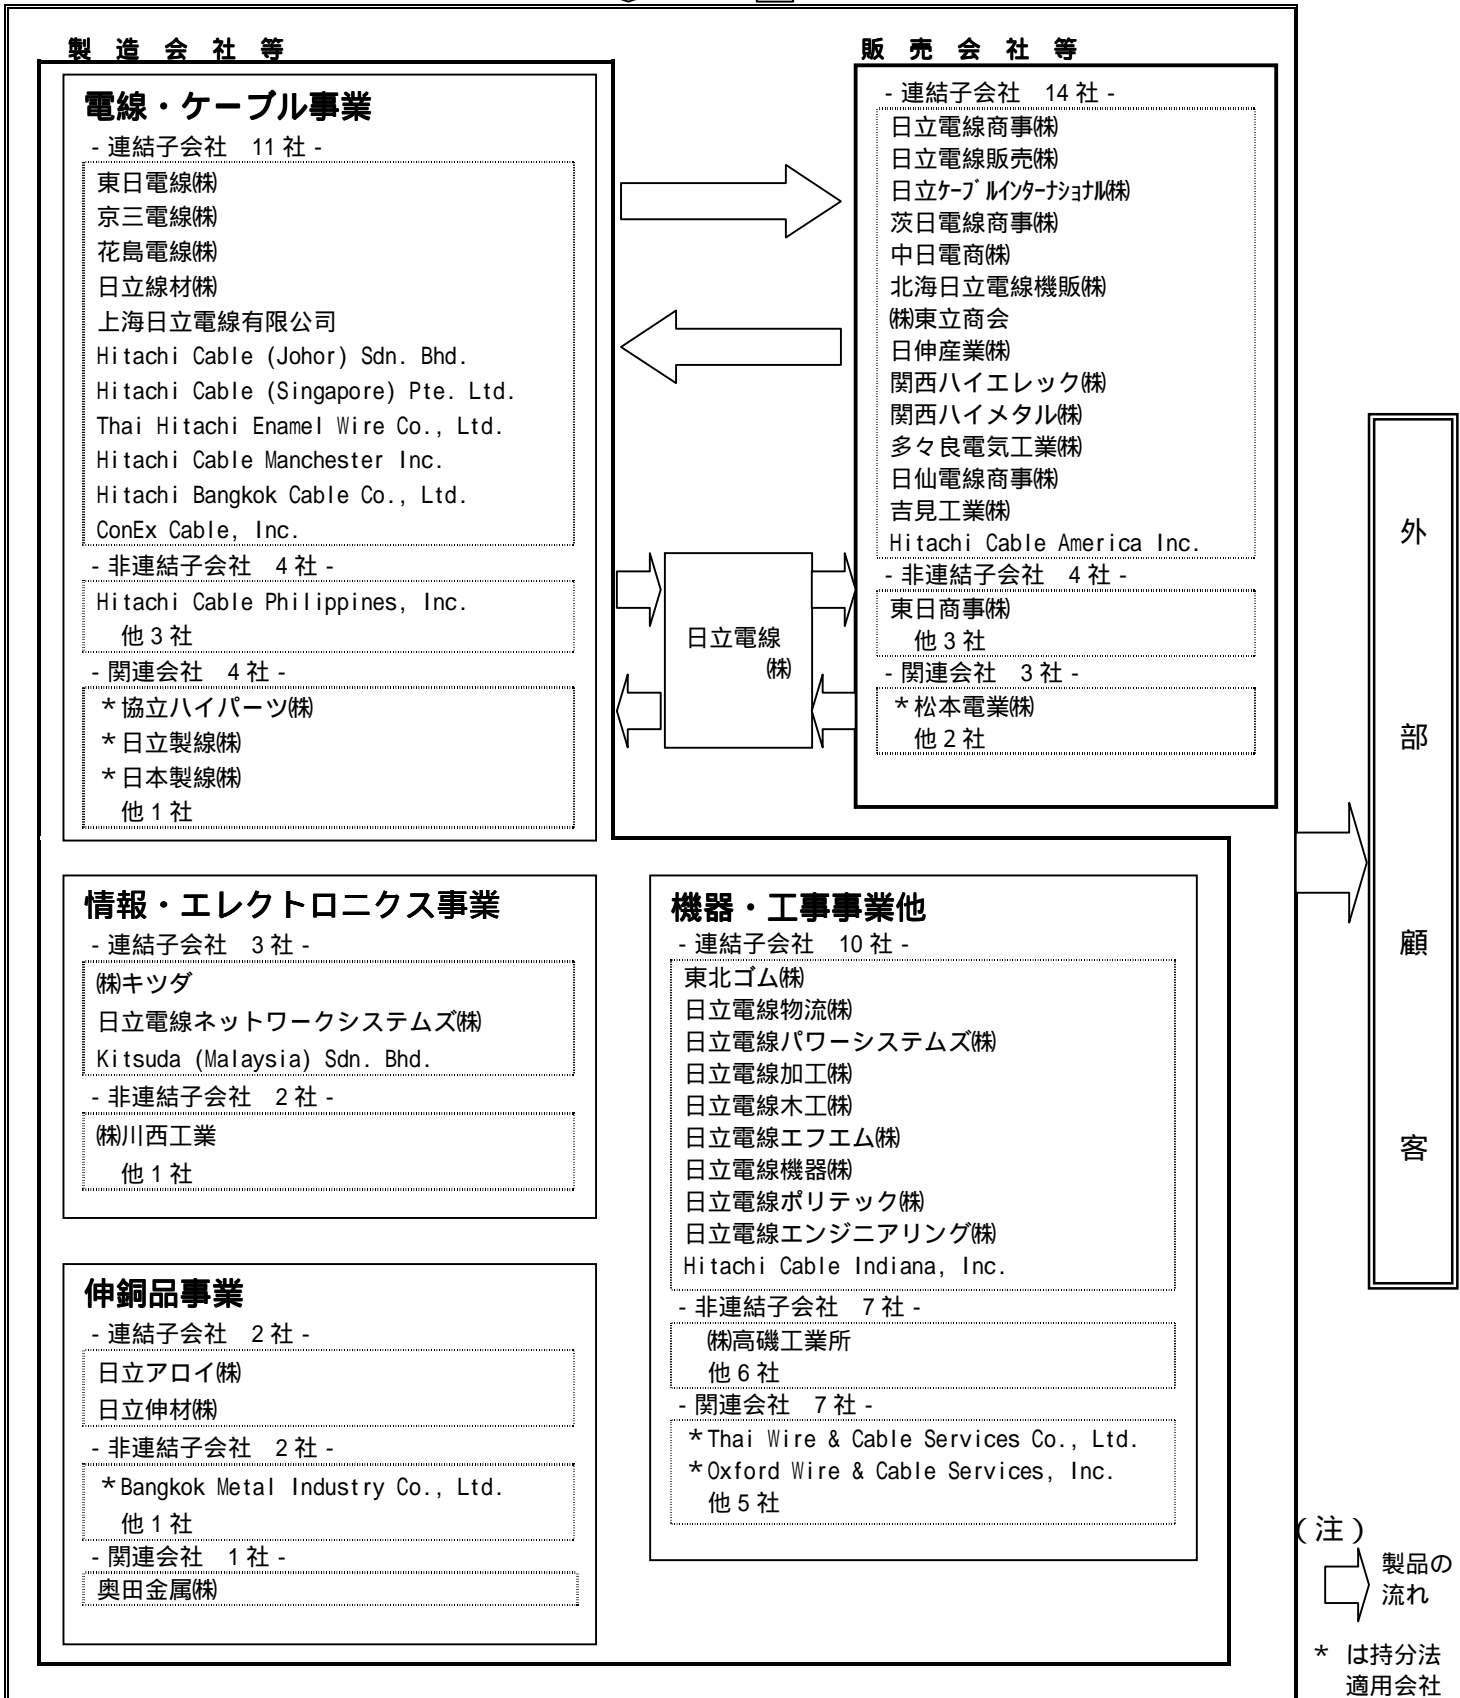 製造会社等
電線・ケーブル事業
- 連結子会社　11 社 -
東日電線㈱
京三電線㈱
花島電線㈱
日立線材㈱
上海日立電線有限公司
Hitachi Cable (Johor) Sdn. Bhd.
Hitachi Cable (Singapore) Pte. Ltd.
Thai Hitachi Enamel Wire Co., Ltd.
Hitachi Cable Manchester Inc.
Hitachi Bangkok Cable Co., Ltd.
ConEx Cable, Inc.
- 非連結子会社　4 社 -
Hitachi Cable Philippines, Inc.
他 3 社
- 関連会社　4 社 -
＊協立ハイパーツ㈱
＊日立製線㈱
＊日本製線㈱
他 1 社
情報・エレクトロニクス事業
- 連結子会社　3 社 -
㈱キツダ
日立電線ネットワークシステムズ㈱
Kitsuda (Malaysia) Sdn. Bhd.
- 非連結子会社　2 社 -
㈱川西工業
他 1 社
伸銅品事業
- 連結子会社　2 社 -
日立アロイ㈱
日立伸材㈱
- 非連結子会社　2 社 -
＊Bangkok Metal Industry Co., Ltd.
他 1 社
- 関連会社　1 社 -
奥田金属㈱
日立電線
㈱
販売会社等
- 連結子会社　14 社 -
日立電線商事㈱
日立電線販売㈱
日立ｹｰﾌﾞﾙｲﾝﾀｰﾅｼｮﾅﾙ㈱
茨日電線商事㈱
中日電商㈱
北海日立電線機販㈱
㈱東立商会
日伸産業㈱
関西ハイエレック㈱
関西ハイメタル㈱
多々良電気工業㈱
日仙電線商事㈱
吉見工業㈱
Hitachi Cable America Inc.
- 非連結子会社　4 社 -
東日商事㈱
他 3 社
- 関連会社　3 社 -
＊松本電業㈱
他 2 社
機器・工事事業他
- 連結子会社　10 社 -
東北ゴム㈱
日立電線物流㈱
日立電線パワーシステムズ㈱
日立電線加工㈱
日立電線木工㈱
日立電線エフエム㈱
日立電線機器㈱
日立電線ポリテック㈱
日立電線エンジニアリング㈱
Hitachi Cable Indiana, Inc.
- 非連結子会社　7 社 -
㈱高磯工業所
他 6 社
- 関連会社　7 社 -
＊Thai Wire & Cable Services Co., Ltd.
＊Oxford Wire & Cable Services, Inc.
他 5 社
外部顧客
（注）
製品の
流れ
＊ は持分法
適用会社